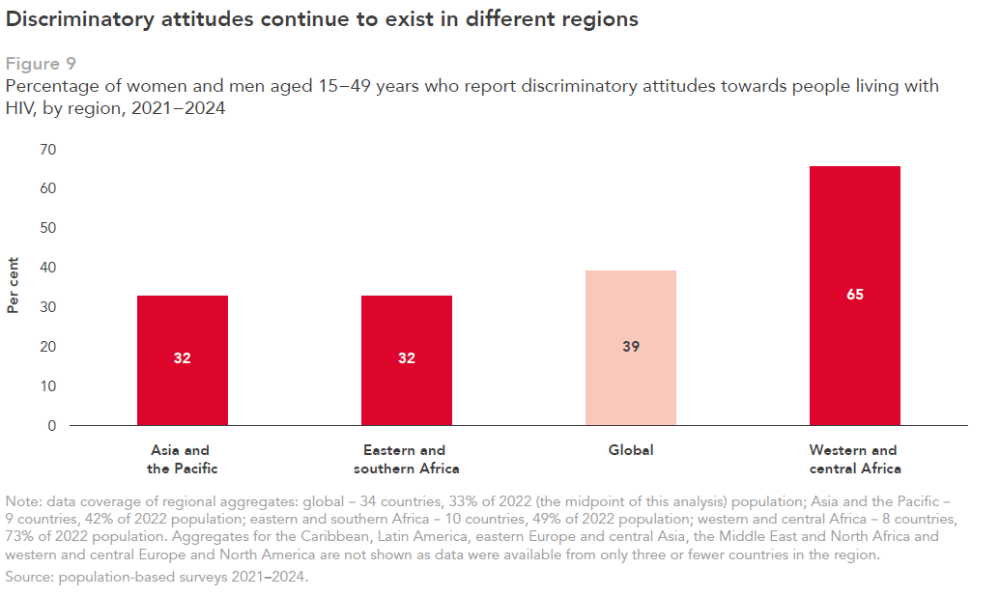 Discriminatory attitudes continue to exist in different regions
Figure 9
Percentage of women and men aged 15−49 years who report discriminatory attitudes towards people living with
HIV, by region, 2021−2024
Per cent
70
60
50
40
30
20
10
0
32
32
39
65
Asia and
the Pacific
Eastern and
southern Africa
Global
Western and
central Africa
Note: data coverage of regional aggregates: global – 34 countries, 33% of 2022 (the midpoint of this analysis) population; Asia and the Pacific –
9 countries, 42% of 2022 population; eastern and southern Africa – 10 countries, 49% of 2022 population; western and central Africa – 8 countries,
73% of 2022 population. Aggregates for the Caribbean, Latin America, eastern Europe and central Asia, the Middle East and North Africa and
western and central Europe and North America are not shown as data were available from only three or fewer countries in the region.
Source: population-based surveys 2021–2024.